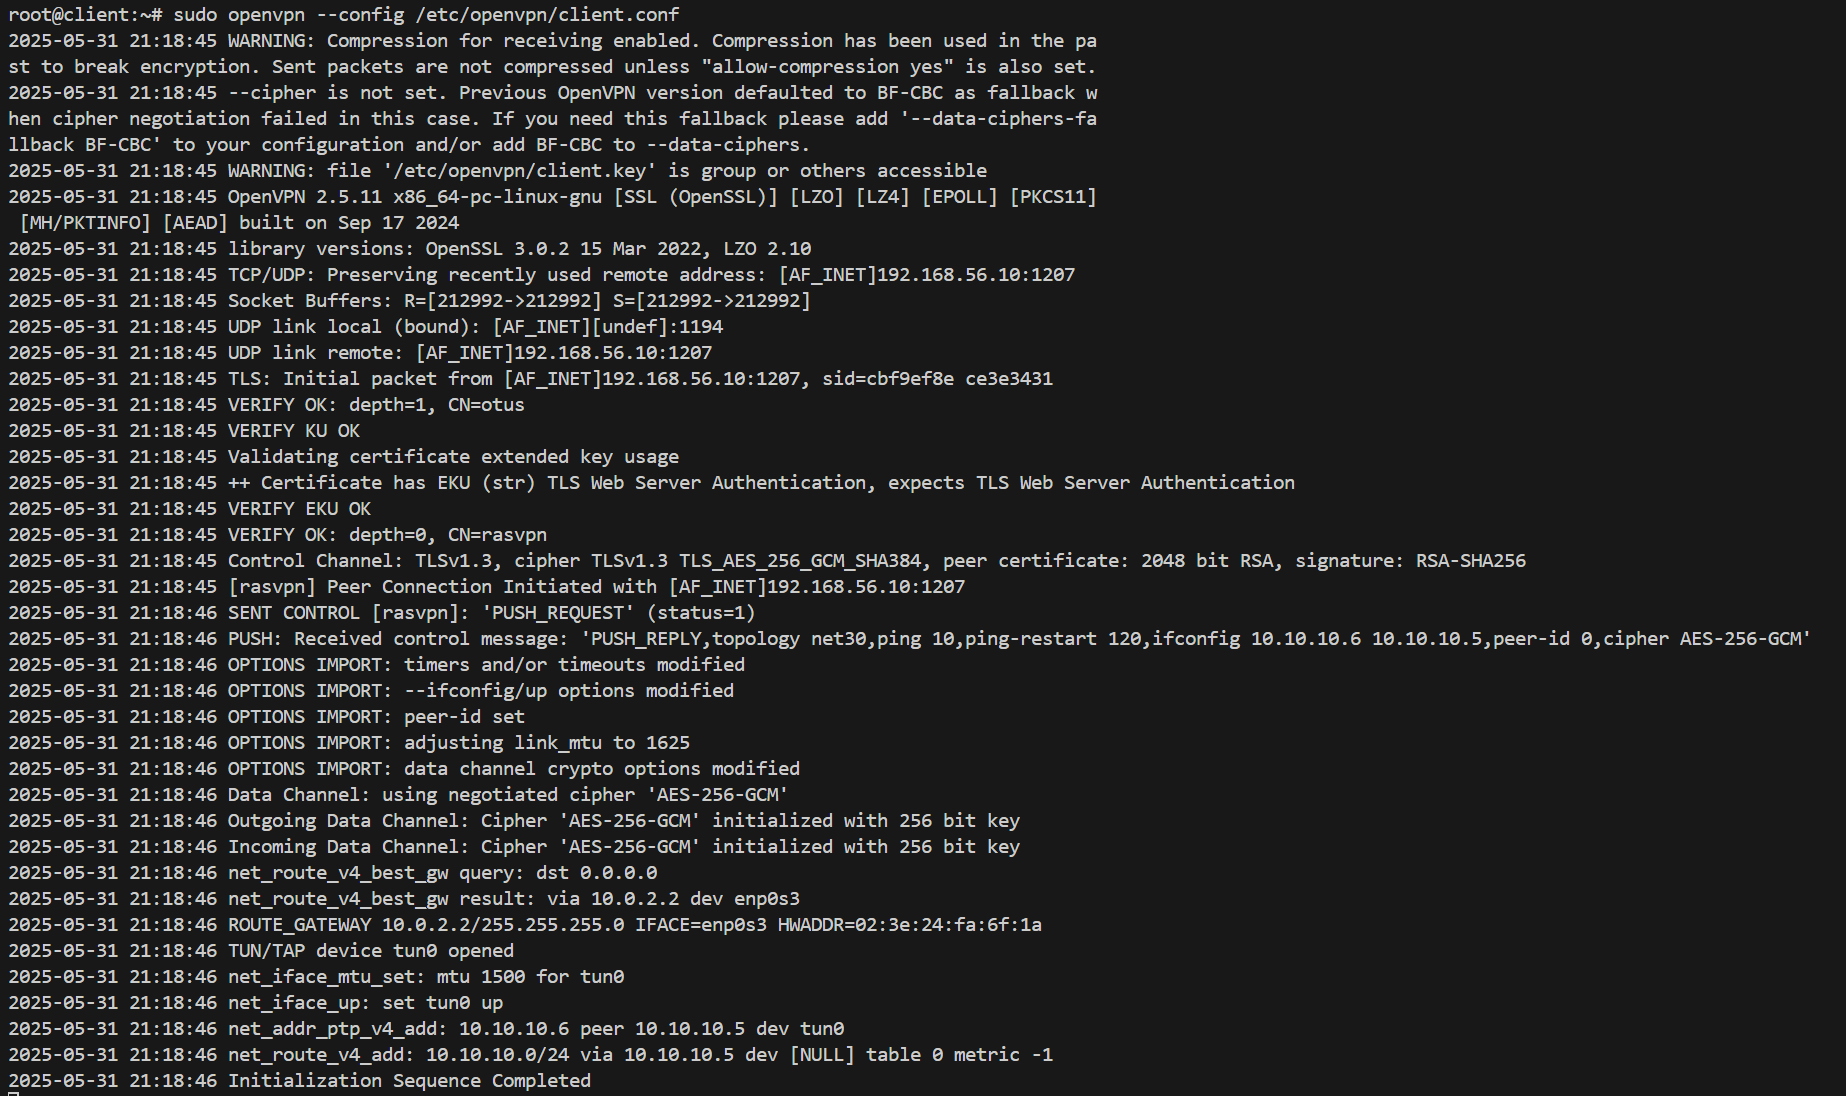 root@client:~# sudo openvpn --config /etc/openvpn/client.conf
2025-05-31 21:18:45 WARNING: Compression for receiving enabled. Compression has been used in the pa
st to break encryption. Sent packets are not compressed unless "allow-compression yes" is also set.
2025-05-31 21:18:45 --cipher is not set. Previous OpenVPN version defaulted to BF-CBC as fallback w
hen cipher negotiation failed in this case. If you need this fallback please add '--data-ciphers-fa
llback BF-CBC' to your configuration and/or add BF-CBC to --data-ciphers.
2025-05-31 21:18:45 WARNING: file '/etc/openvpn/client.key' is group or others accessible
2025-05-31 21:18:45 OpenVPN 2.5.11 x86_64-pc-linux-gnu [SSL (OpenSSL)] [LZO] [LZ4] [EPOLL] [PKCS11]
 [MH/PKTINFO] [AEAD] built on Sep 17 2024
2025-05-31 21:18:45 library versions: OpenSSL 3.0.2 15 Mar 2022, LZO 2.10
2025-05-31 21:18:45 TCP/UDP: Preserving recently used remote address: [AF_INET]192.168.56.10:1207
2025-05-31 21:18:45 Socket Buffers: R=[212992->212992] S=[212992->212992]
2025-05-31 21:18:45 UDP link local (bound): [AF_INET][undef]:1194
2025-05-31 21:18:45 UDP link remote: [AF_INET]192.168.56.10:1207
2025-05-31 21:18:45 TLS: Initial packet from [AF_INET]192.168.56.10:1207, sid=cbf9ef8e ce3e3431
2025-05-31 21:18:45 VERIFY OK: depth=1, CN=otus
2025-05-31 21:18:45 VERIFY KU OK
2025-05-31 21:18:45 Validating certificate extended key usage
2025-05-31 21:18:45 ++ Certificate has EKU (str) TLS Web Server Authentication, expects TLS Web Server Authentication
2025-05-31 21:18:45 VERIFY EKU OK
2025-05-31 21:18:45 VERIFY OK: depth=0, CN=rasvpn
2025-05-31 21:18:45 Control Channel: TLSv1.3, cipher TLSv1.3 TLS_AES_256_GCM_SHA384, peer certificate: 2048 bit RSA, signature: RSA-SHA256
2025-05-31 21:18:45 [rasvpn] Peer Connection Initiated with [AF_INET]192.168.56.10:1207
2025-05-31 21:18:46 SENT CONTROL [rasvpn]: 'PUSH_REQUEST' (status=1)
2025-05-31 21:18:46 PUSH: Received control message: 'PUSH_REPLY,topology net30,ping 10,ping-restart 120,ifconfig 10.10.10.6 10.10.10.5,peer-id 0,cipher AES-256-GCM'
2025-05-31 21:18:46 OPTIONS IMPORT: timers and/or timeouts modified
2025-05-31 21:18:46 OPTIONS IMPORT: --ifconfig/up options modified
2025-05-31 21:18:46 OPTIONS IMPORT: peer-id set
2025-05-31 21:18:46 OPTIONS IMPORT: adjusting link_mtu to 1625
2025-05-31 21:18:46 OPTIONS IMPORT: data channel crypto options modified
2025-05-31 21:18:46 Data Channel: using negotiated cipher 'AES-256-GCM'
2025-05-31 21:18:46 Outgoing Data Channel: Cipher 'AES-256-GCM' initialized with 256 bit key
2025-05-31 21:18:46 Incoming Data Channel: Cipher 'AES-256-GCM' initialized with 256 bit key
2025-05-31 21:18:46 net_route_v4_best_gw query: dst 0.0.0.0
2025-05-31 21:18:46 net_route_v4_best_gw result: via 10.0.2.2 dev enp0s3
2025-05-31 21:18:46 ROUTE_GATEWAY 10.0.2.2/255.255.255.0 IFACE=enp0s3 HWADDR=02:3e:24:fa:6f:1a
2025-05-31 21:18:46 TUN/TAP device tun0 opened
2025-05-31 21:18:46 net_iface_mtu_set: mtu 1500 for tun0
2025-05-31 21:18:46 net_iface_up: set tun0 up
2025-05-31 21:18:46 net_addr_ptp_v4_add: 10.10.10.6 peer 10.10.10.5 dev tun0
2025-05-31 21:18:46 net_route_v4_add: 10.10.10.0/24 via 10.10.10.5 dev [NULL] table 0 metric -1
2025-05-31 21:18:46 Initialization Sequence Completed